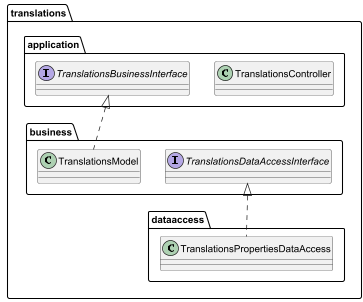 translations
application
I TranslationsBusinessInterface
C TranslationsController
business
C TranslationsModel
I TranslationsDataAccessInterface
dataaccess
C TranslationsPropertiesDataAccess